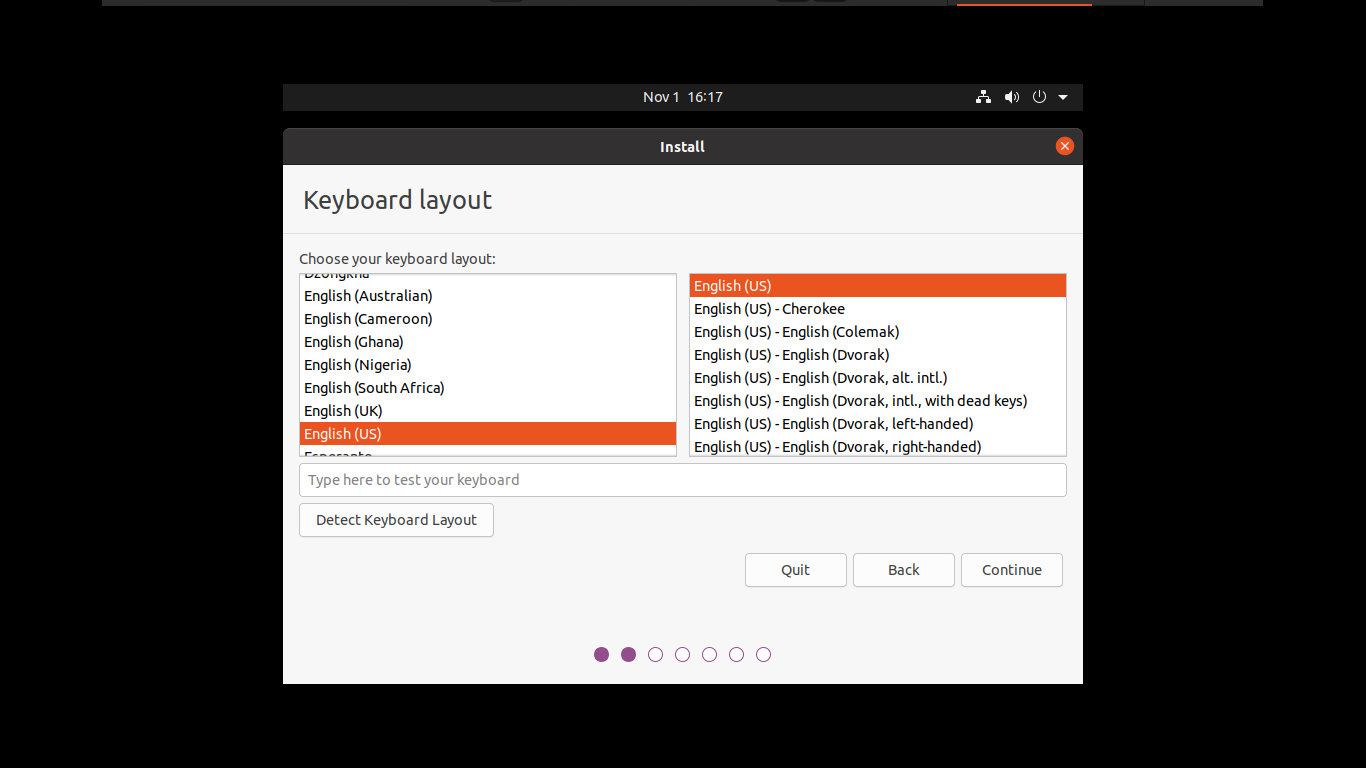 Nov 1 16:17
Install
Keyboard layout
Choose your keyboard layout:
Dzongkha
English (Australian)
English (Cameroon)
English (Ghana)
English (Nigeria)
English (South Africa)
English (UK)
English (US)
Esperanto
English (US)
English (US) - Cherokee
English (US) - English (Colemak)
English (US) - English (Dvorak)
English (US) - English (Dvorak, alt. intl.)
English (US) - English (Dvorak, intl., with dead keys)
English (US) - English (Dvorak, left-handed)
English (US) - English (Dvorak, right-handed)
Type here to test your keyboard
Detect Keyboard Layout
Quit
Back
Continue